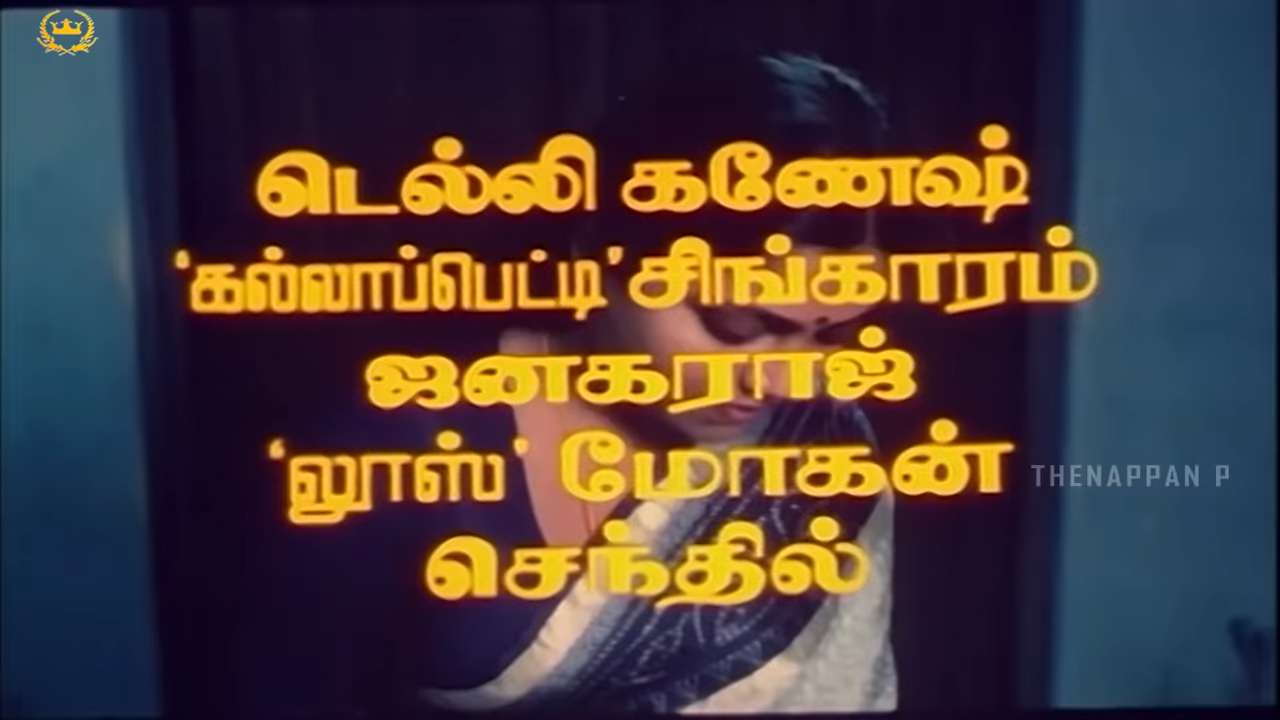 டெல்லி கணேஷ்
'கல்லாப்பெட்டி' சிங்காரம்
ஜனகராஜ்
'லூஸ்' மோகன்
THENAPPAN P
செந்தில்